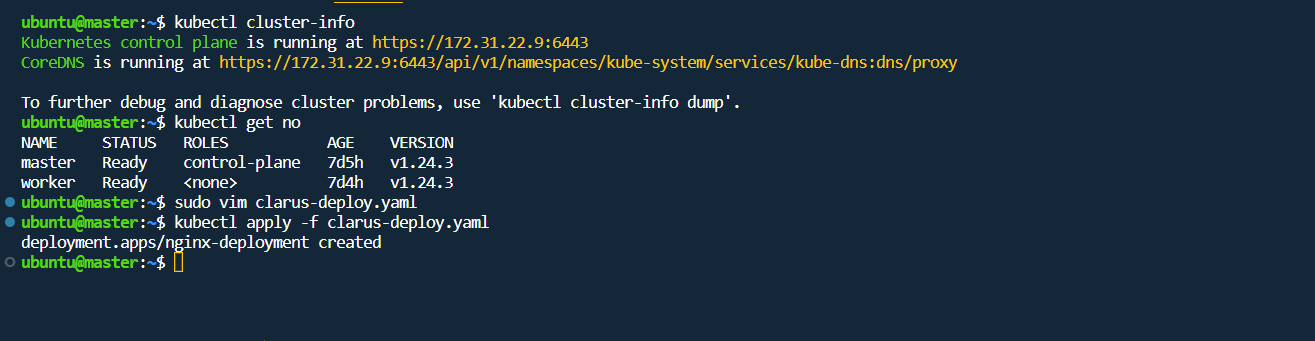 ubuntu@master:~$ kubectl cluster-info
Kubernetes control plane is running at https://172.31.22.9:6443
CoreDNS is running at https://172.31.22.9:6443/api/v1/namespaces/kube-system/services/kube-dns:dns/proxy
To further debug and diagnose cluster problems, use 'kubectl cluster-info dump'.
ubuntu@master:~$ kubectl get no
NAME     STATUS   ROLES           AGE    VERSION
master   Ready    control-plane   7d5h   v1.24.3
worker   Ready    <none>          7d4h   v1.24.3
ubuntu@master:~$ sudo vim clarus-deploy.yaml
ubuntu@master:~$ kubectl apply -f clarus-deploy.yaml
deployment.apps/nginx-deployment created
ubuntu@master:~$